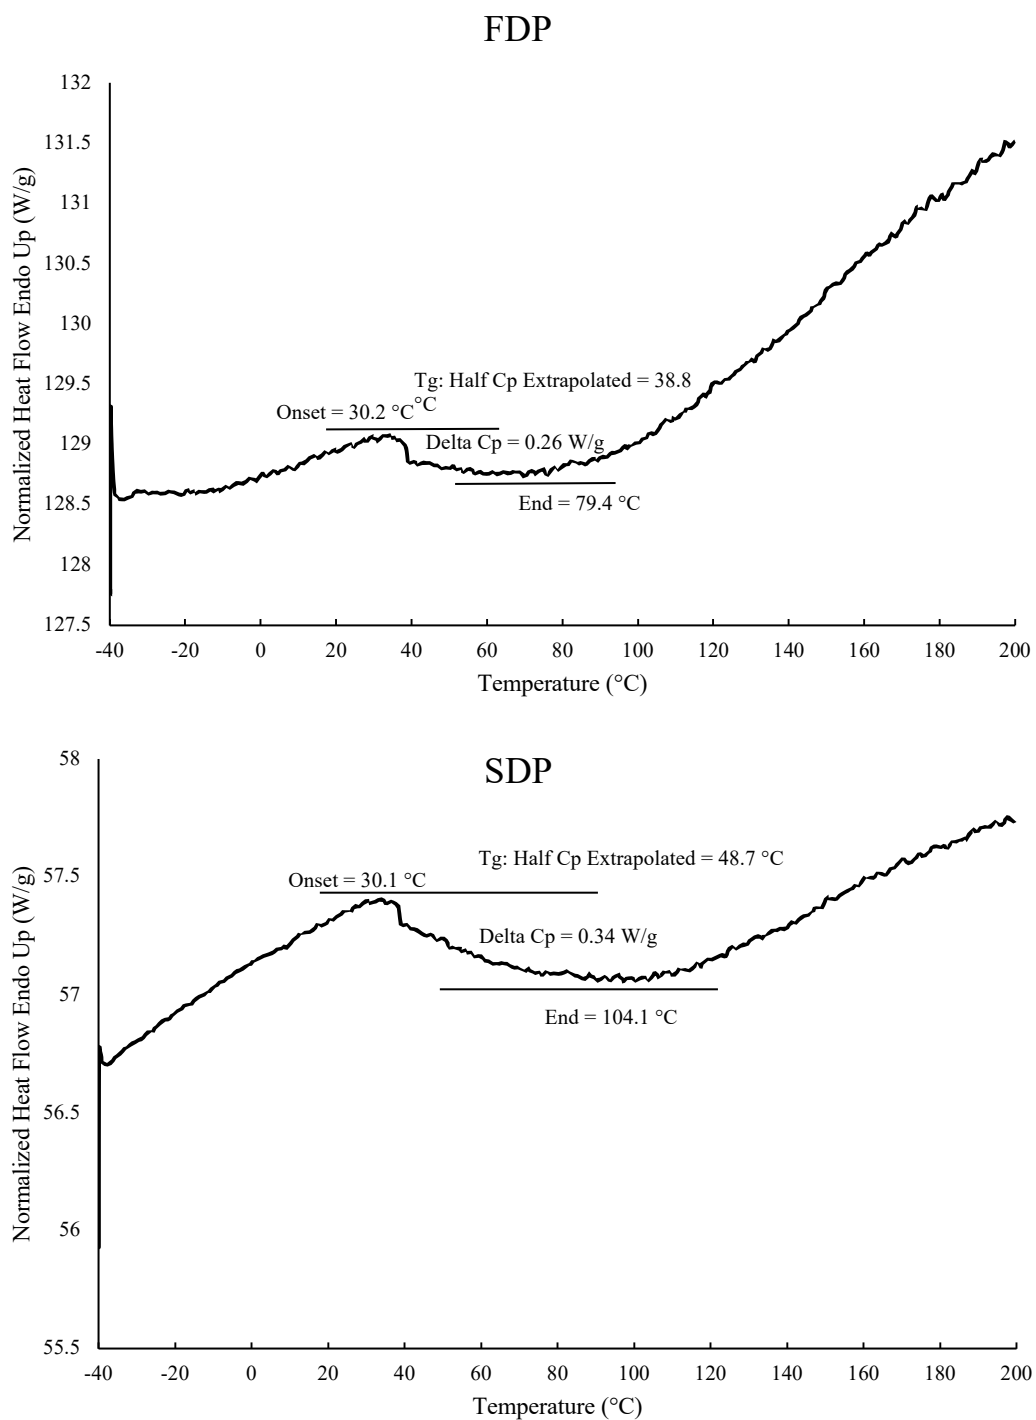 FDP
Normalized Heat Flow Endo Up (W/g)
132
131.5
131
130.5
130
129.5
129
128.5
128
127.5
Tg: Half Cp Extrapolated = 38.8
°C
Onset = 30.2 °C
Delta Cp = 0.26 W/g
End = 79.4 °C
-40 -20 0 20 40 60 80 100 120 140 160 180 200
Temperature (°C)
SDP
Normalized Heat Flow Endo Up (W/g)
58
57.5
57
56.5
56
55.5
Tg: Half Cp Extrapolated = 48.7 °C
Onset = 30.1 °C
Delta Cp = 0.34 W/g
End = 104.1 °C
-40 -20 0 20 40 60 80 100 120 140 160 180 200
Temperature (°C)